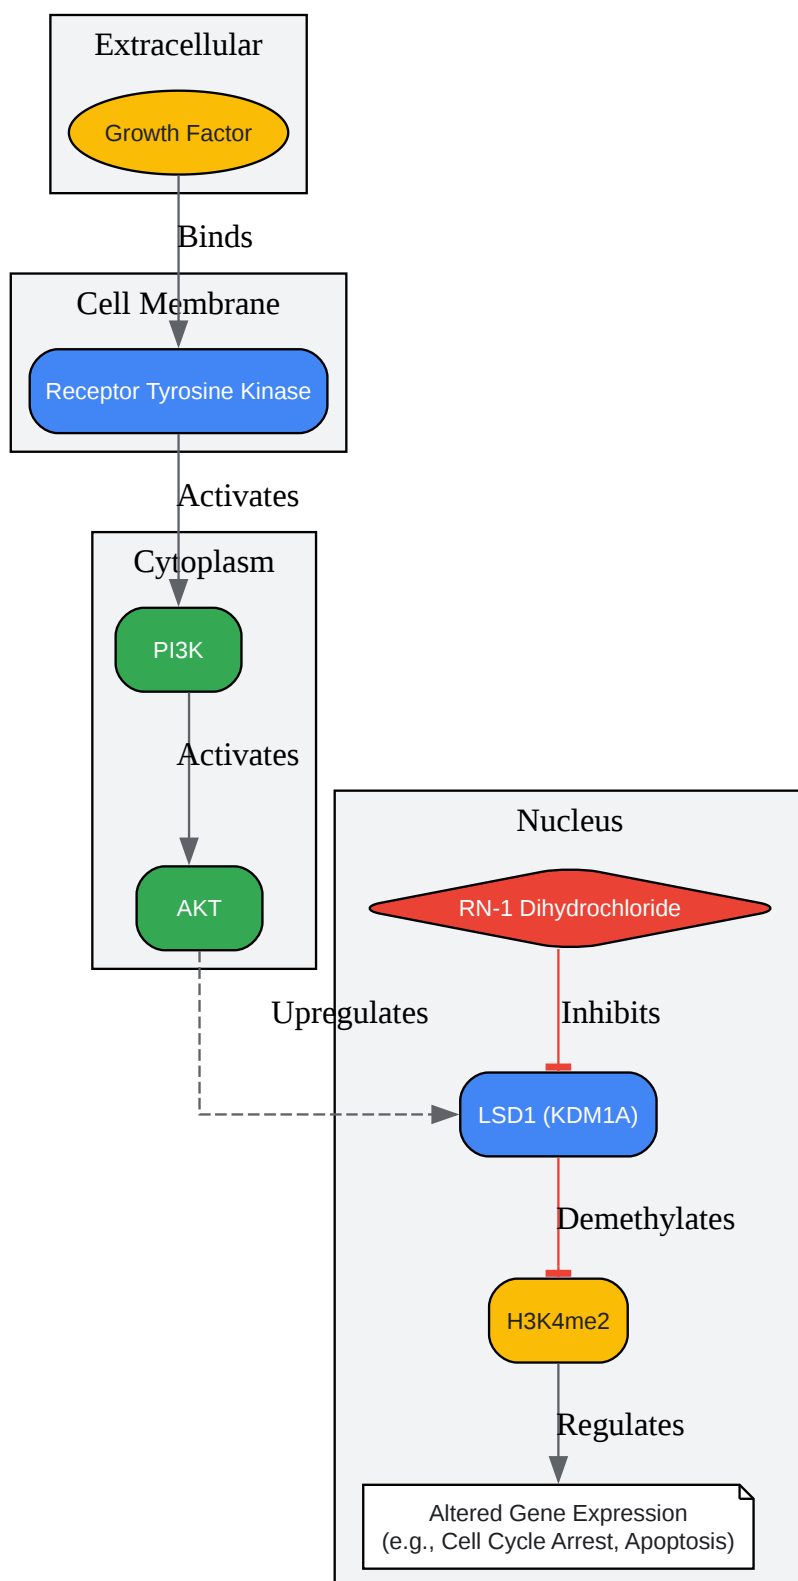 Extracellular
Growth Factor
Binds
Cell Membrane
Receptor Tyrosine Kinase
Activates
Cytoplasm
PI3K
Activates
Nucleus
AKT
RN-1 Dihydrochloride
Upregulates
Inhibits
LSD1 (KDM1A)
Demethylates
H3K4me2
Regulates
Altered Gene Expression
(e.g., Cell Cycle Arrest, Apoptosis)